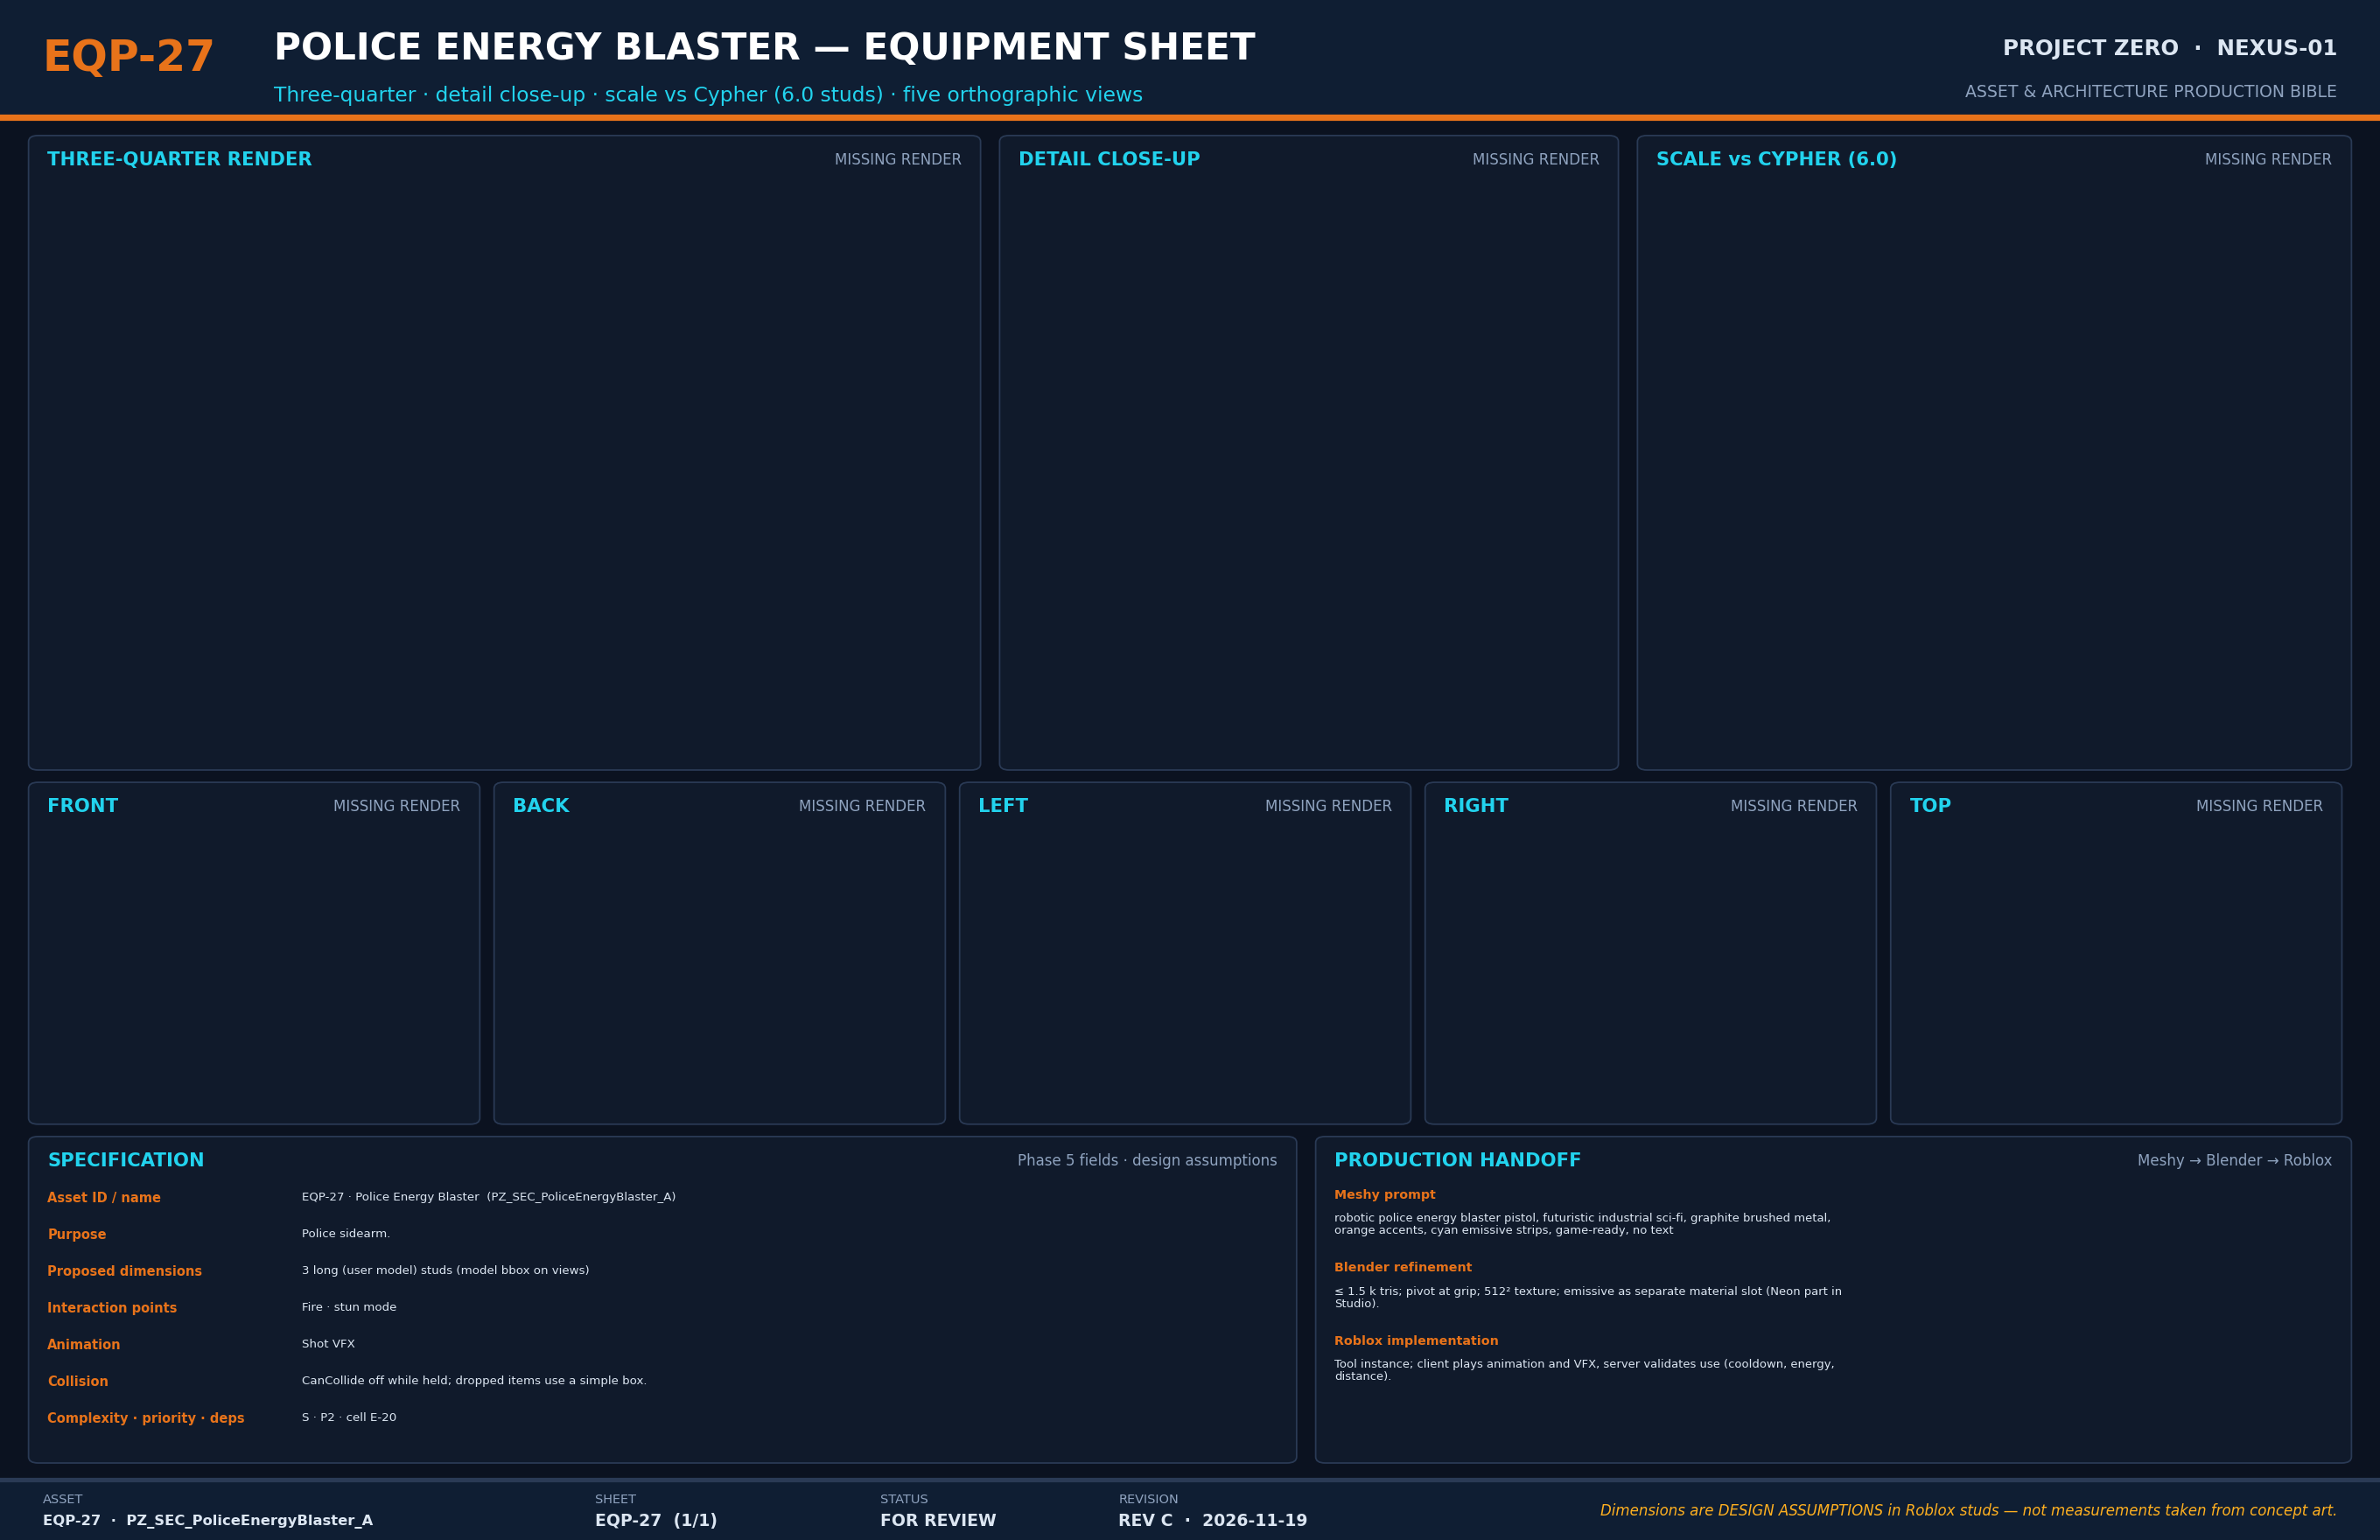 EQP-27
POLICE ENERGY BLASTER — EQUIPMENT SHEET
Three-quarter · detail close-up · scale vs Cypher (6.0 studs) · five orthographic views
PROJECT ZERO · NEXUS-01
ASSET & ARCHITECTURE PRODUCTION BIBLE
THREE-QUARTER RENDER
MISSING RENDER
DETAIL CLOSE-UP
MISSING RENDER
SCALE vs CYPHER (6.0)
MISSING RENDER
FRONT
MISSING RENDER
BACK
MISSING RENDER
LEFT
MISSING RENDER
RIGHT
MISSING RENDER
TOP
MISSING RENDER
SPECIFICATION
Phase 5 fields · design assumptions
Asset ID / name
EQP-27 · Police Energy Blaster (PZ_SEC_PoliceEnergyBlaster_A)
Purpose
Police sidearm.
Proposed dimensions
3 long (user model) studs (model bbox on views)
Interaction points
Fire · stun mode
Animation
Shot VFX
Collision
CanCollide off while held; dropped items use a simple box.
Complexity · priority · deps
S · P2 · cell E-20
PRODUCTION HANDOFF
Meshy → Blender → Roblox
Meshy prompt
robotic police energy blaster pistol, futuristic industrial sci-fi, graphite brushed metal,
orange accents, cyan emissive strips, game-ready, no text
Blender refinement
≤ 1.5 k tris; pivot at grip; 512² texture; emissive as separate material slot (Neon part in
Studio).
Roblox implementation
Tool instance; client plays animation and VFX, server validates use (cooldown, energy,
distance).
ASSET
EQP-27 · PZ_SEC_PoliceEnergyBlaster_A
SHEET
EQP-27 (1/1)
STATUS
FOR REVIEW
REVISION
REV C · 2026-11-19
Dimensions are DESIGN ASSUMPTIONS in Roblox studs — not measurements taken from concept art.